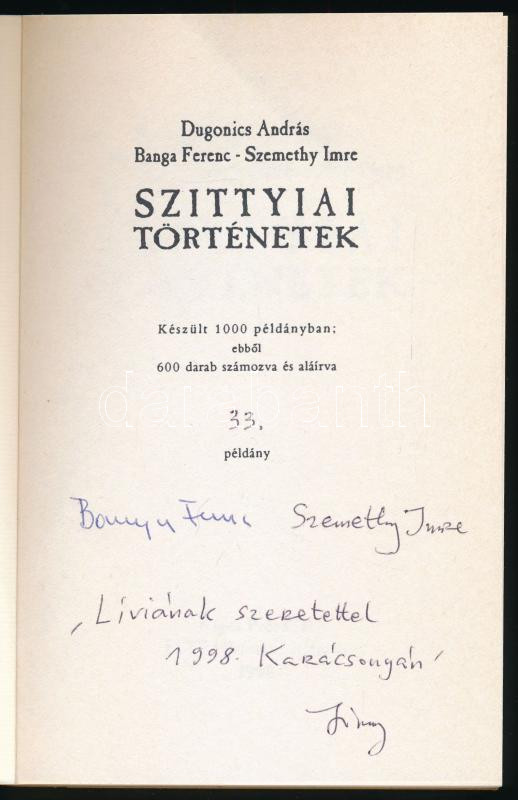 Dugonics András
Banga Ferenc - Szemethy Imre
SZITTYIAI
TÖRTÉNETEK
Készült 1000 példányban;
ebből
600 darab számozva és aláírva
33.
példány
Banga Ferenc Szemethy Imre
"Líviának szeretettel
1998. Karácsonyán"
darabanth